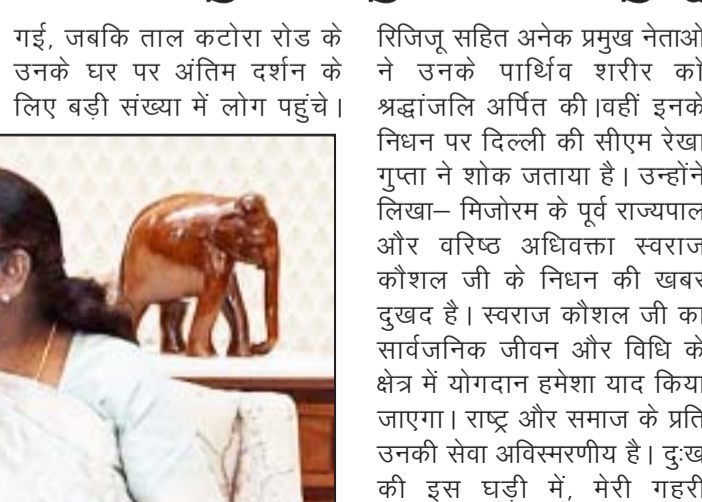 गई, जबकि ताल कटोरा रोड के
उनके घर पर अंतिम दर्शन के
लिए बड़ी संख्या में लोग पहुंचे।
रिजिजू सहित अनेक प्रमुख नेताओ
ने उनके पार्थिव शरीर को
श्रद्धांजलि अर्पित की।वहीं इनके
निधन पर दिल्ली की सीएम रेखा
गुप्ता ने शोक जताया है। उन्होंने
लिखा– मिजोरम के पूर्व राज्यपाल
और वरिष्ठ अधिवक्ता स्वराज
कौशल जी के निधन की खबर
दुखद है। स्वराज कौशल जी का
सार्वजनिक जीवन और विधि के
क्षेत्र में योगदान हमेशा याद किया
जाएगा। राष्ट्र और समाज के प्रति
उनकी सेवा अविस्मरणीय है। दुःख
की इस घड़ी में, मेरी गहरी